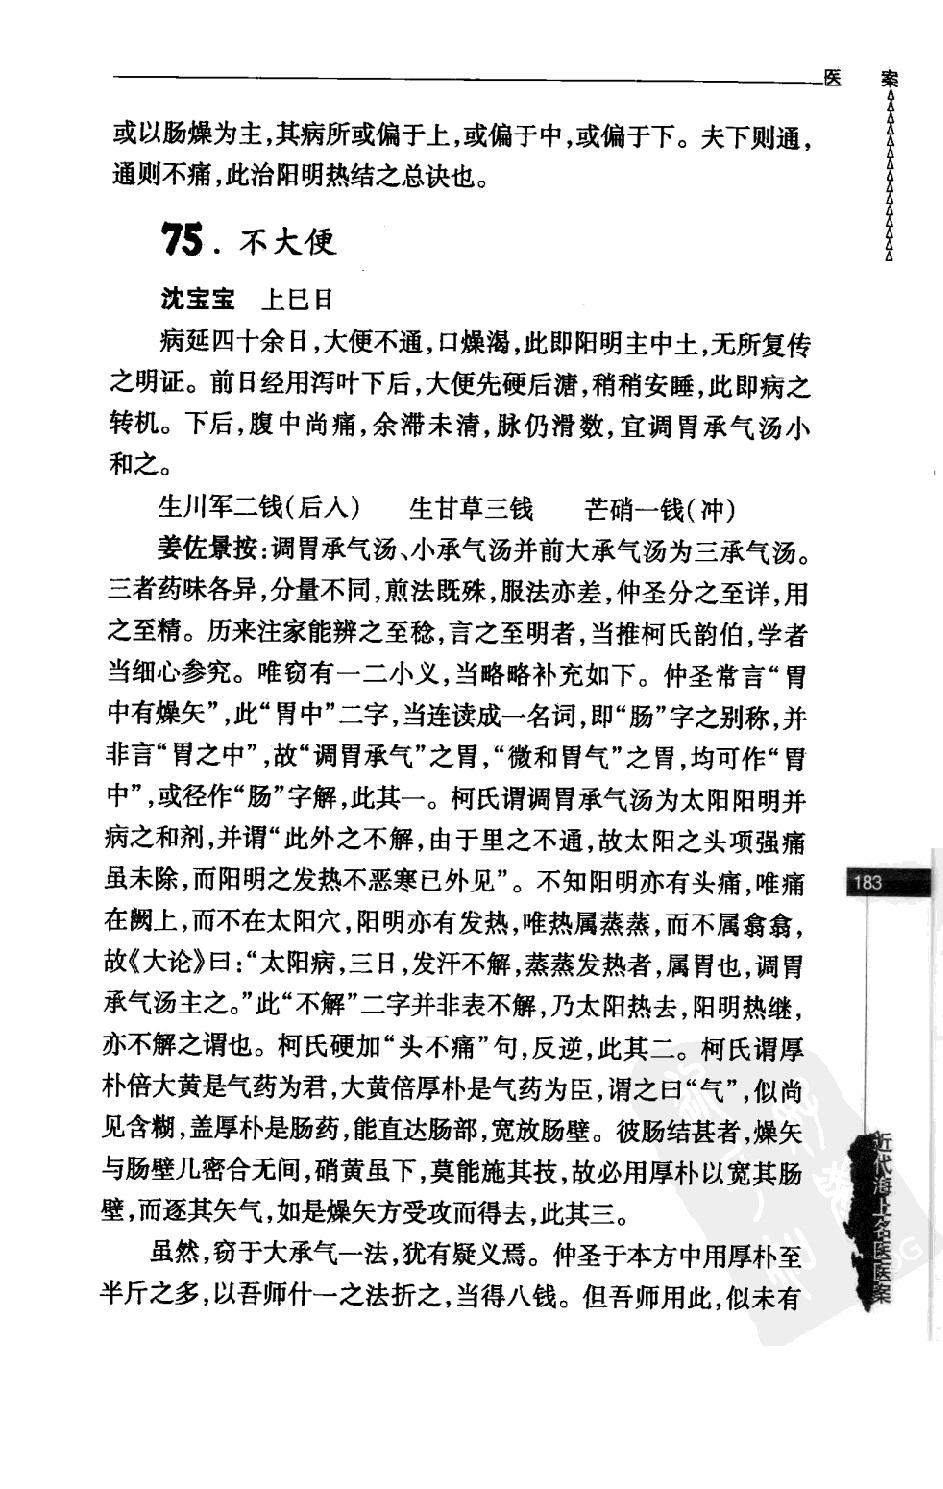 医 案
或以肠燥为主,其病所或偏于上,或偏于中,或偏于下。夫下则通,
通则不痛,此治阳明热结之总诀也。
75. 不大便
沈宝宝 上巳日
病延四十余日,大便不通,口燥渴,此即阳明主中土,无所复传
之明证。前日经用泻叶下后,大便先硬后溏,稍稍安睡,此即病之
转机。下后,腹中尚痛,余滞未清,脉仍滑数,宜调胃承气汤小
和之。
生川军二钱(后入) 生甘草三钱 芒硝一钱(冲)
姜佐景按:调胃承气汤、小承气汤并前大承气汤为三承气汤。
三者药味各异,分量不同,煎法既殊,服法亦差,仲圣分之至详,用
之至精。历来注家能辨之至稔,言之至明者,当推柯氏韵伯,学者
当细心参究。唯窃有一二小义,当略略补充如下。仲圣常言“胃
中有燥矢”,此“胃中”二字,当连读成一名词,即“肠”字之别称,并
非言“胃之中”,故“调胃承气”之胃,“微和胃气”之胃,均可作“胃
中”,或径作“肠”字解,此其一。柯氏谓调胃承气汤为太阳阳明并
病之和剂,并谓“此外之不解,由于里之不通,故太阳之头项强痛
虽未除,而阳明之发热不恶寒已外见”。不知阳明亦有头痛,唯痛
在阙上,而不在太阳穴,阳明亦有发热,唯热属蒸蒸,而不属翕翕,
故《大论》曰:“太阳病,三日,发汗不解,蒸蒸发热者,属胃也,调胃
承气汤主之。”此“不解”二字并非表不解,乃太阳热去,阳明热继,
亦不解之谓也。柯氏硬加“头不痛”句,反逆,此其二。柯氏谓厚
朴倍大黄是气药为君,大黄倍厚朴是气药为臣,谓之曰“气”,似尚
见含糊,盖厚朴是肠药,能直达肠部,宽放肠壁。彼肠结甚者,燥矢
与肠壁几密合无间,硝黄虽下,莫能施其技,故必用厚朴以宽其肠
壁,而逐其矢气,如是燥矢方受攻而得去,此其三。
虽然,窃于大承气一法,犹有疑义焉。仲圣于本方中用厚朴至
半斤之多,以吾师什一之法折之,当得八钱。但吾师用此,似未有
183
近代海上名医医案